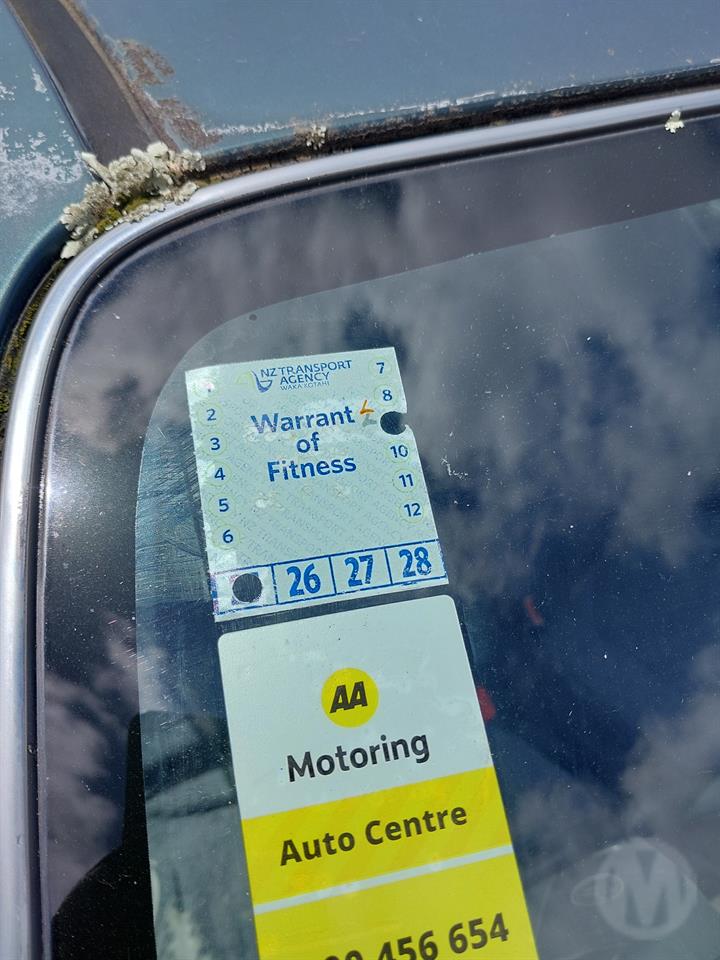 NZ TRANSPORT
AGENCY
WAKA KOTAHI
Warrant
of
Fitness
2
3
4
5
6
7
8
10
11
12
26 27 28
AA
Motoring
Auto Centre
456 654
M